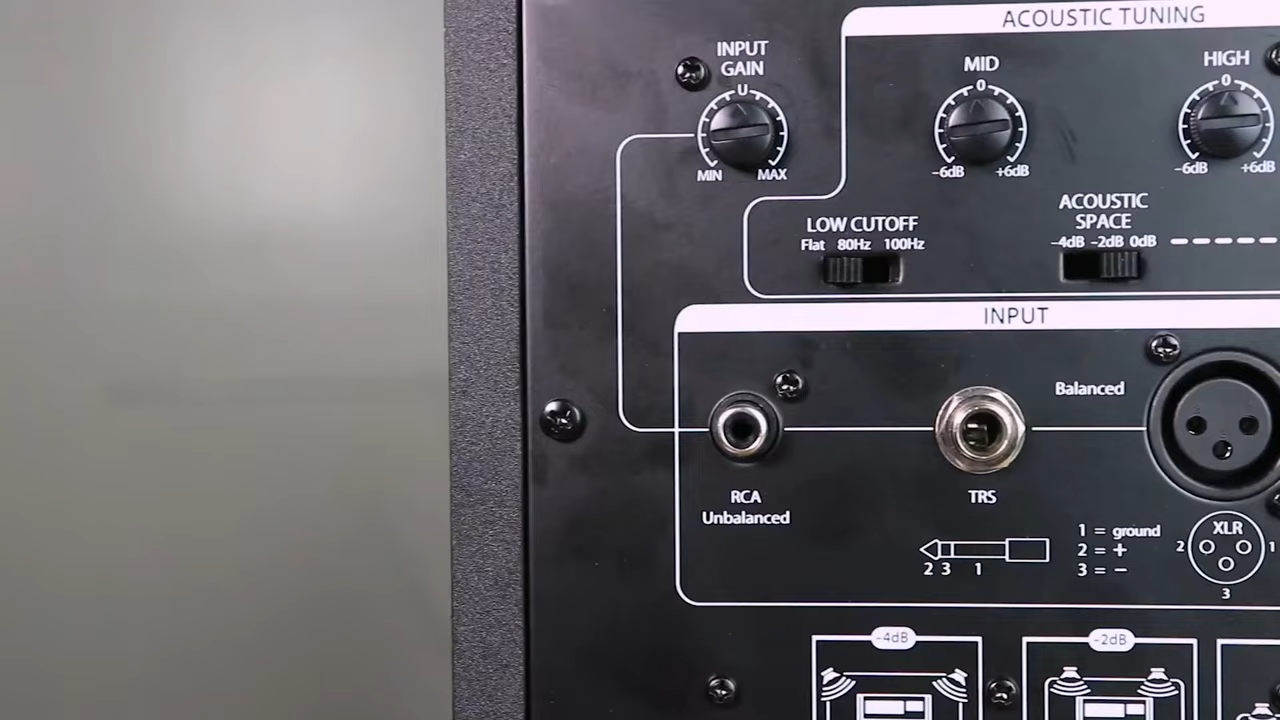 ACOUSTIC TUNING
INPUT
GAIN
U
MIN MAX
MID
0
-6dB +6dB
HIGH
0
-6dB +6dB
LOW CUTOFF
Flat 80Hz 100Hz
ACOUSTIC
SPACE
-4dB -2dB 0dB
INPUT
Balanced
RCA
Unbalanced
TRS
2 3 1
1 = ground
2 = +
3 = -
XLR
2 1
3
-4dB
-2dB